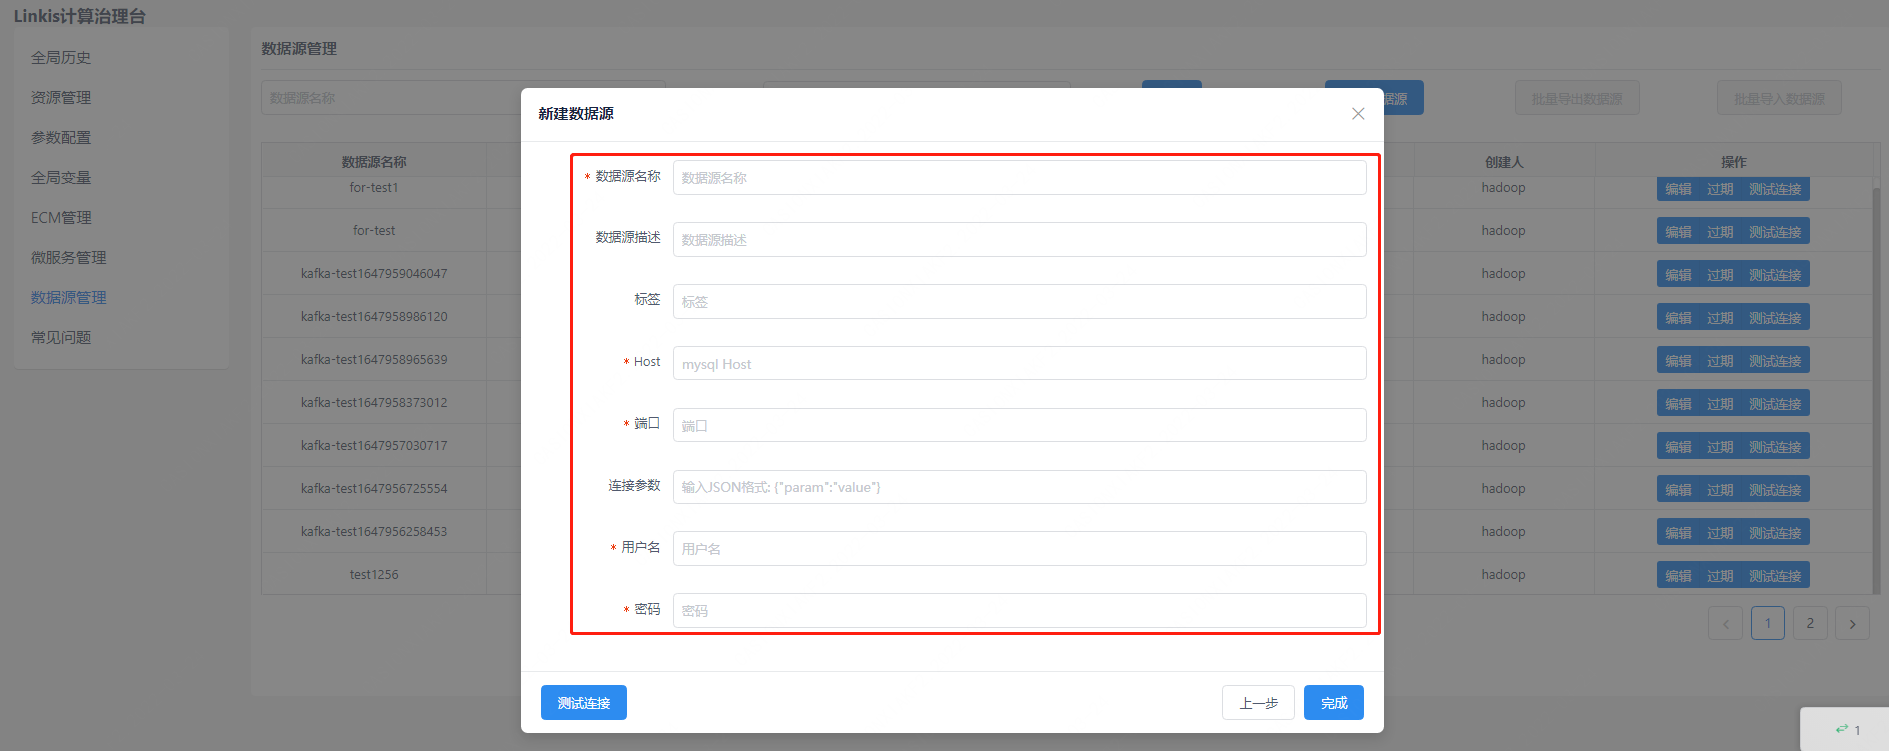 Linkis计算治理台
全局历史
资源管理
参数配置
全局变量
ECM管理
微服务管理
数据源管理
常见问题
数据源管理
数据源名称
据源
批量导出数据源
批量导入数据源
数据源名称 创建人 操作
for-test1 hadoop 编辑 过期 测试连接
for-test hadoop 编辑 过期 测试连接
kafka-test1647959046047 hadoop 编辑 过期 测试连接
kafka-test1647958986120 hadoop 编辑 过期 测试连接
kafka-test1647958965639 hadoop 编辑 过期 测试连接
kafka-test1647958373012 hadoop 编辑 过期 测试连接
kafka-test1647957030717 hadoop 编辑 过期 测试连接
kafka-test1647956725554 hadoop 编辑 过期 测试连接
kafka-test1647956258453 hadoop 编辑 过期 测试连接
test1256 hadoop 编辑 过期 测试连接
< 1 2 >
新建数据源
* 数据源名称 数据源名称
数据源描述 数据源描述
标签 标签
* Host mysql Host
* 端口 端口
连接参数 输入JSON格式: {"param":"value"}
* 用户名 用户名
* 密码 密码
测试连接 上一步 完成
1